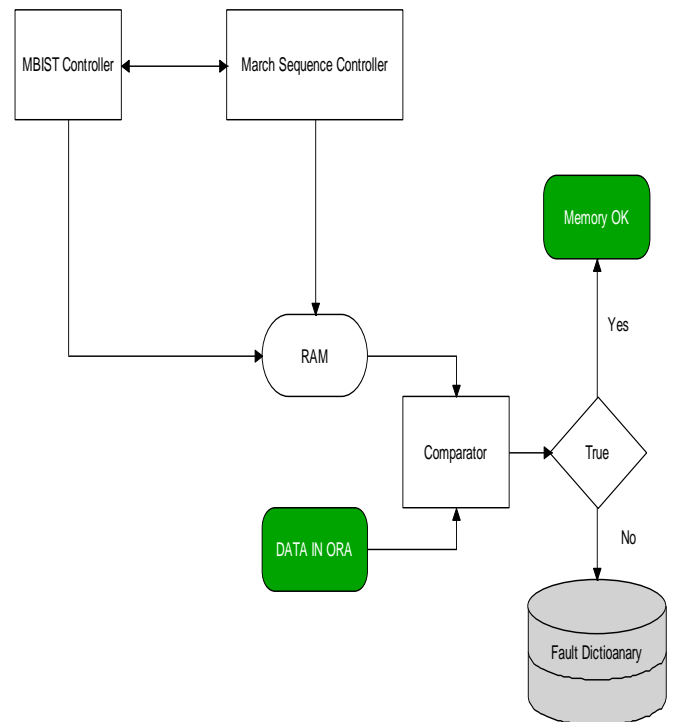 MBIST Controller
March Sequence Controller
Memory OK
Yes
RAM
Comparator
True
DATA IN ORA
No
Fault Dictioanary